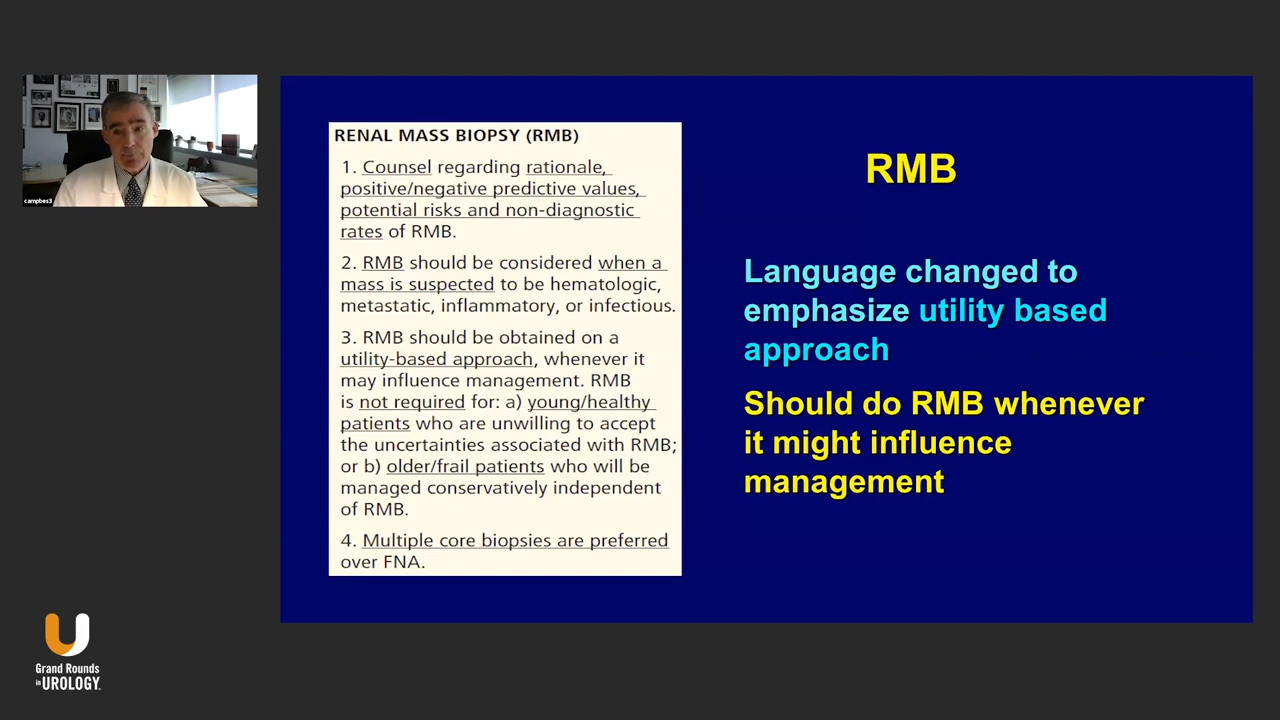 campbes3
RENAL MASS BIOPSY (RMB)
1. Counsel regarding rationale,
positive/negative predictive values,
potential risks and non-diagnostic
rates of RMB.
2. RMB should be considered when a
mass is suspected to be hematologic,
metastatic, inflammatory, or infectious.
3. RMB should be obtained on a
utility-based approach, whenever it
may influence management. RMB
is not required for: a) young/healthy
patients who are unwilling to accept
the uncertainties associated with RMB;
or b) older/frail patients who will be
managed conservatively independent
of RMB.
4. Multiple core biopsies are preferred
over FNA.
RMB
Language changed to
emphasize utility based
approach
Should do RMB whenever
it might influence
management
Grand Rounds
in UROLOGY